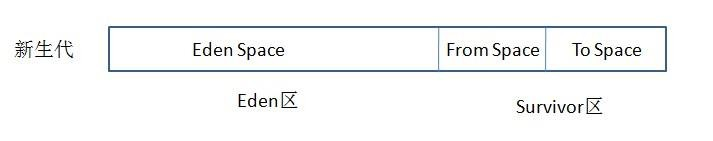 新生代 Eden Space From Space To Space
Eden区 Survivor区